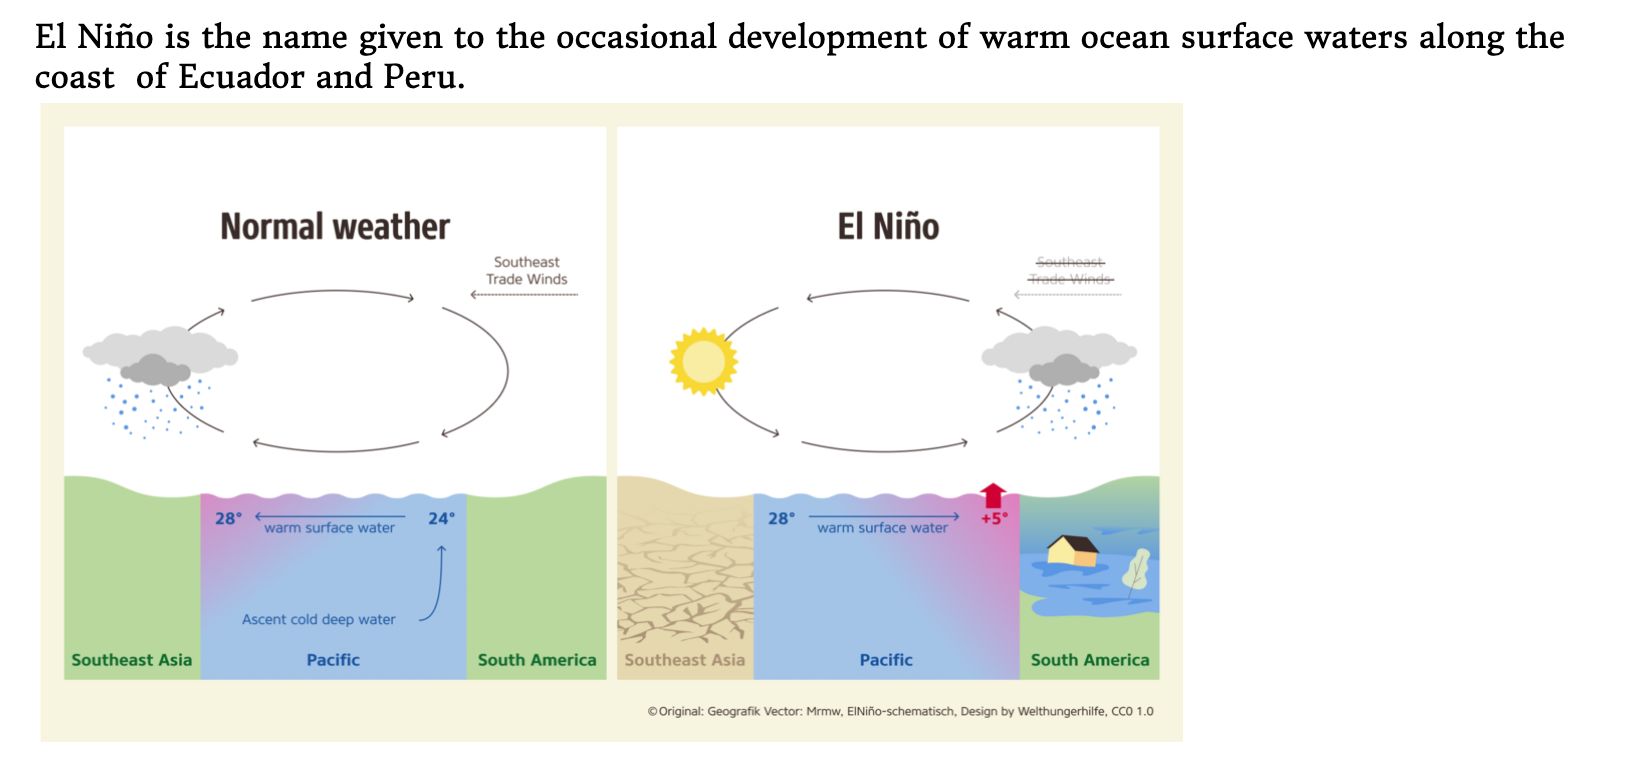 El Niño is the name given to the occasional development of warm ocean surface waters along the
coast  of Ecuador and Peru.
Normal weather
Southeast
Trade Winds
28°
warm surface water
24°
Ascent cold deep water
Southeast Asia
Pacific
South America
El Niño
Southeast
Trade Winds
28°
warm surface water
+5°
Southeast Asia
Pacific
South America
©Original: Geografik Vector: Mrmw, ElNiño-schematisch, Design by Welthungerhilfe, CC0 1.0